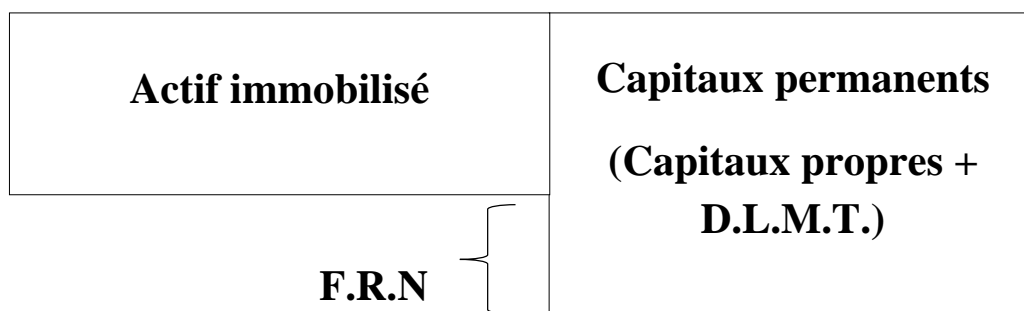 Actif immobilisé
Capitaux permanents
(Capitaux propres +
D.L.M.T.)
F.R.N